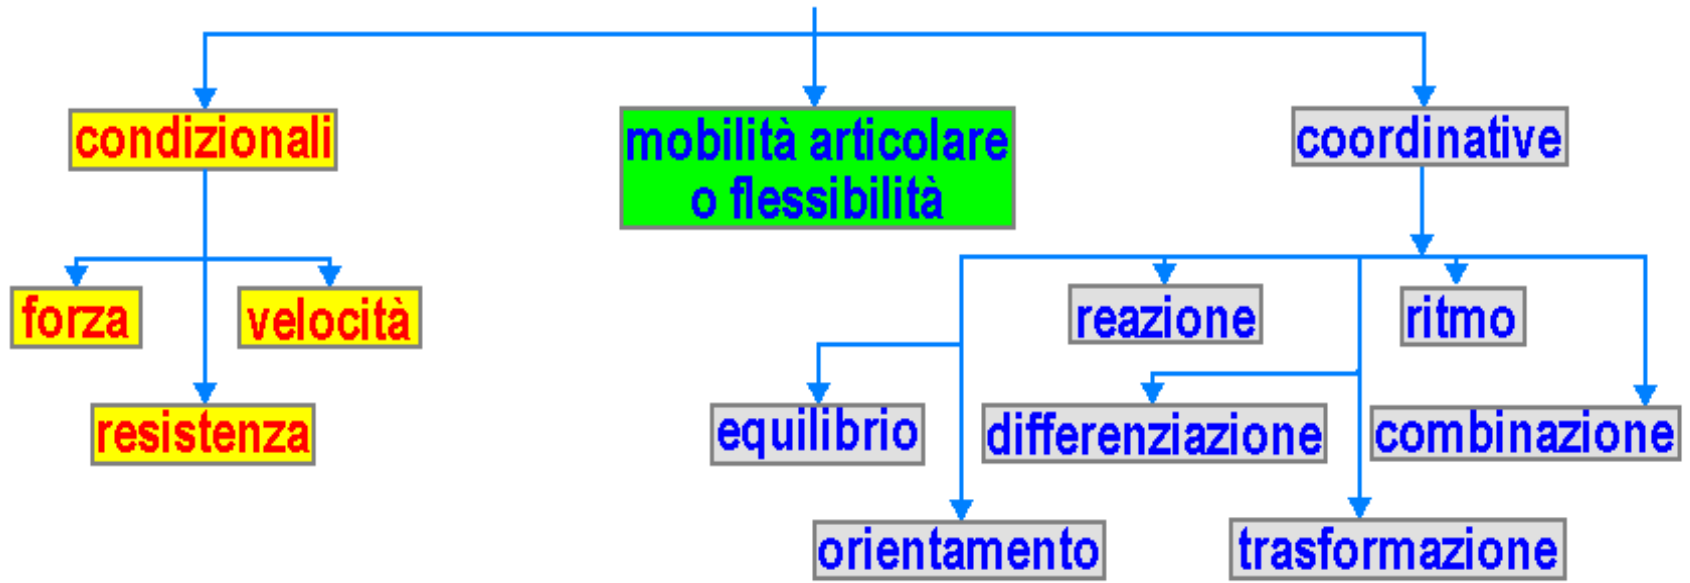 condizionali
mobilità articolare
o flessibilità
coordinative
forza
velocità
reazione
ritmo
resistenza
equilibrio
differenziazione
combinazione
orientamento
trasformazione